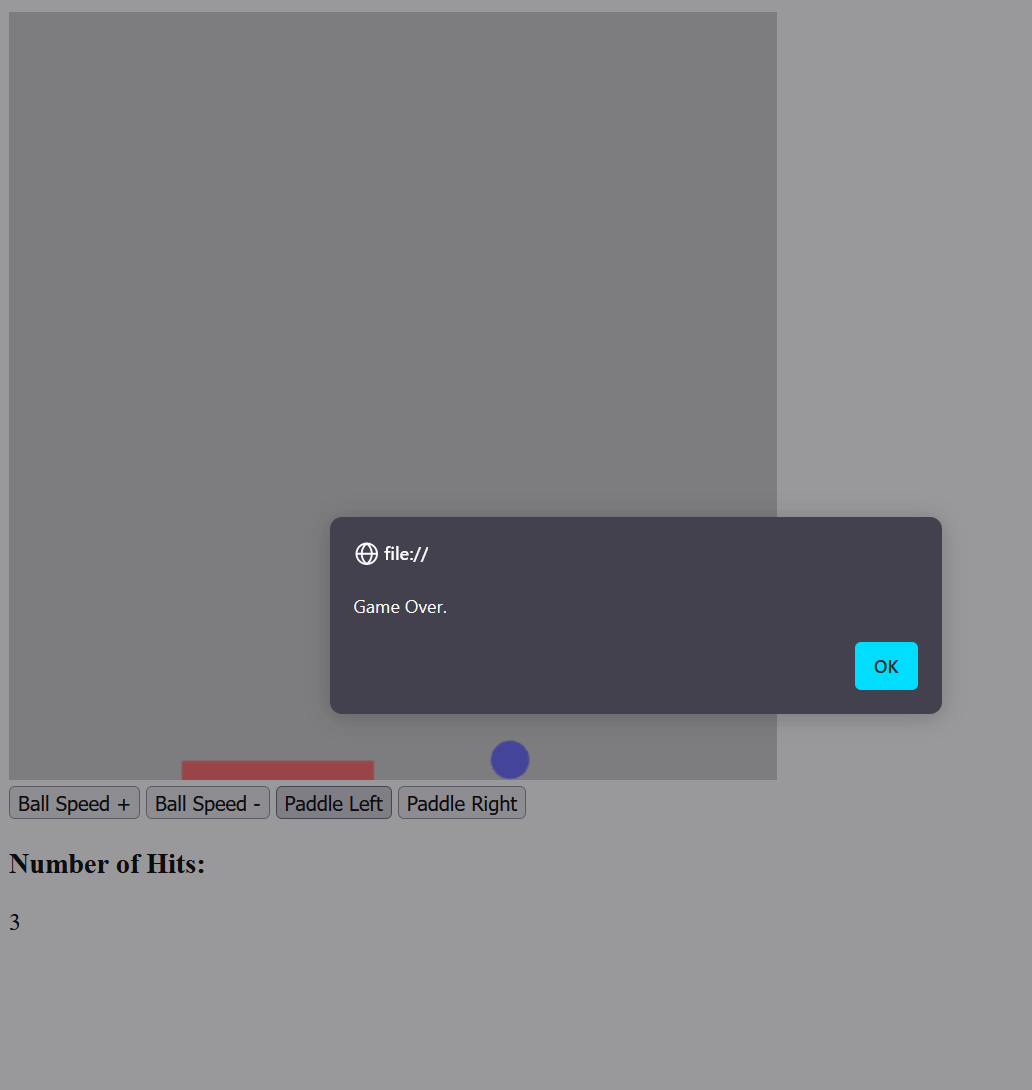 file://
Game Over.
OK
Ball Speed + Ball Speed - Paddle Left Paddle Right
Number of Hits:
3